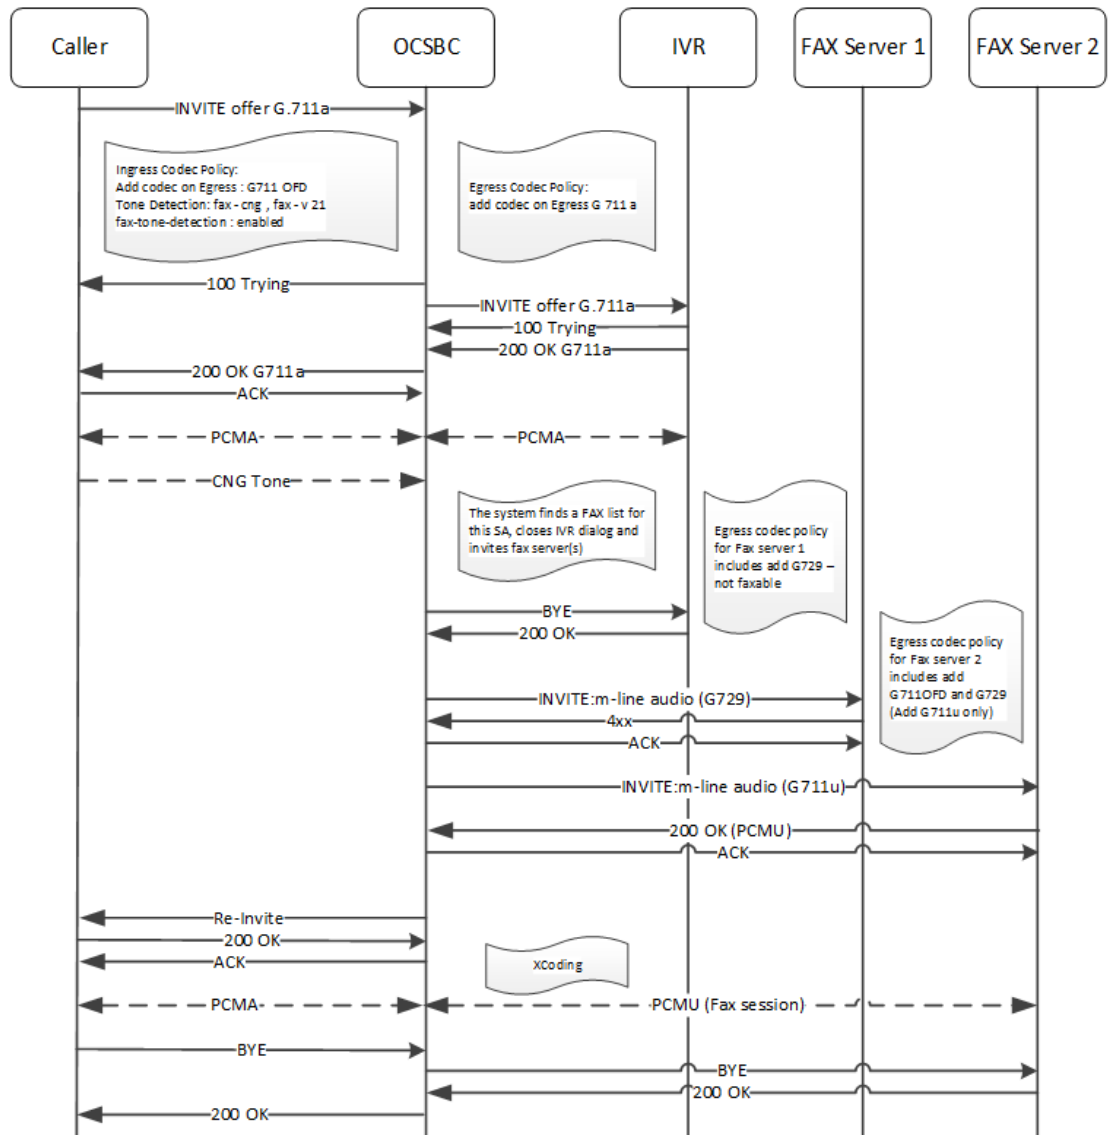 Caller
OCSBC
IVR
FAX Server 1
FAX Server 2
INVITE offer G.711a
Ingress Codec Policy:
Add codec on Egress : G711 OFD
Tone Detection: fax - cng , fax - v 21
fax-tone-detection : enabled
Egress Codec Policy:
add codec on Egress G 711 a
100 Trying
INVITE offer G.711a
100 Trying
200 OK G711a
200 OK G711a
ACK
PCMA
PCMA
CNG Tone
The system finds a FAX list for
this SA, closes IVR dialog and
invites fax server(s)
Egress codec policy
for Fax server 1
includes add G729 –
not faxable
BYE
200 OK
Egress codec policy
for Fax server 2
includes add
G711OFD and G729
(Add G711u only)
INVITE:m-line audio (G729)
4xx
ACK
INVITE:m-line audio (G711u)
200 OK (PCMU)
ACK
Re-Invite
200 OK
ACK
XCoding
PCMA
PCMU (Fax session)
BYE
BYE
200 OK
200 OK